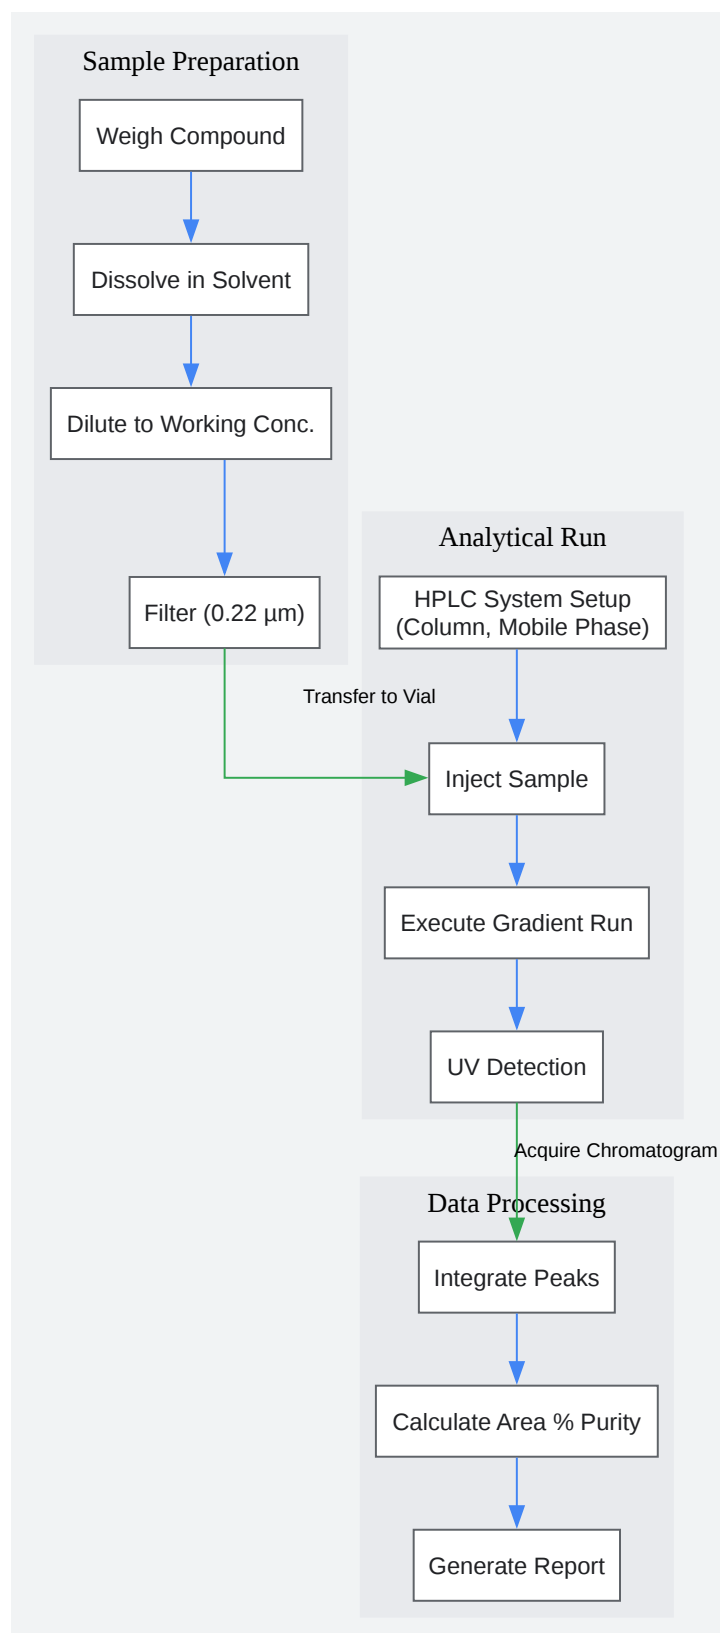 Sample Preparation
Weigh Compound
Dissolve in Solvent
Dilute to Working Conc.
Filter (0.22 µm)
Analytical Run
HPLC System Setup
(Column, Mobile Phase)
Transfer to Vial
Inject Sample
Execute Gradient Run
UV Detection
Acquire Chromatogram
Data Processing
Integrate Peaks
Calculate Area % Purity
Generate Report